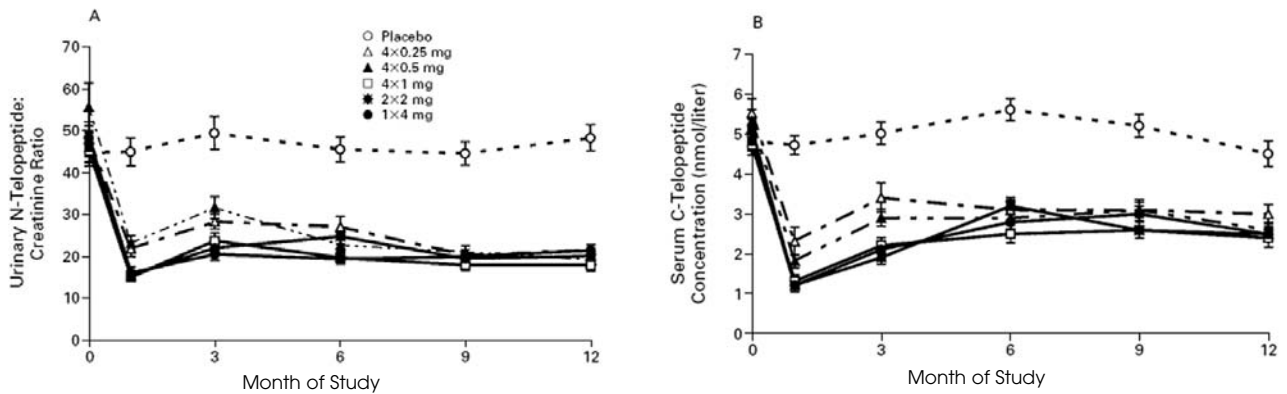 A
Urinary N-Telopeptide:
Creatinine Ratio
70
60
50
40
30
20
10
0
Placebo
4×0.25 mg
4×0.5 mg
4×1 mg
2×2 mg
1×4 mg
0 3 6 9 12
Month of Study
B
Serum C-Telopeptide
Concentration (nmol/liter)
7
6
5
4
3
2
1
0
0 3 6 9 12
Month of Study